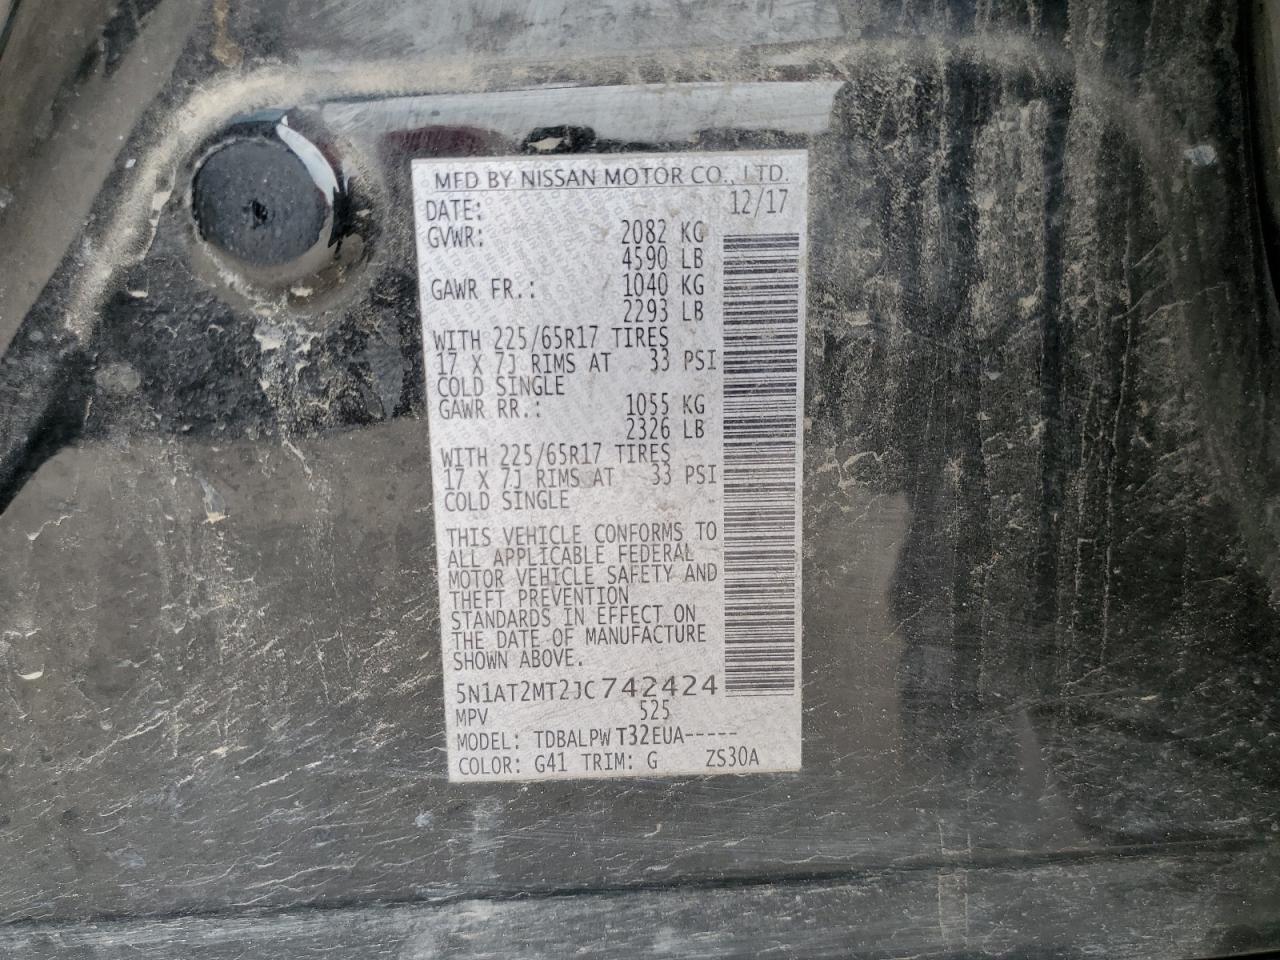 MFD BY NISSAN MOTOR CO., LTD.
DATE: 12/17
GVWR: 2082 KG
4590 LB
GAWR FR.: 1040 KG
2293 LB
WITH 225/65R17 TIRES
17 X 7J RIMS AT 33 PSI
COLD SINGLE
GAWR RR.: 1055 KG
2326 LB
WITH 225/65R17 TIRES
17 X 7J RIMS AT 33 PSI
COLD SINGLE
THIS VEHICLE CONFORMS TO
ALL APPLICABLE FEDERAL
MOTOR VEHICLE SAFETY AND
THEFT PREVENTION
STANDARDS IN EFFECT ON
THE DATE OF MANUFACTURE
SHOWN ABOVE.
5N1AT2MT2JC742424
MPV 525
MODEL: TDBALPWT32EUA-----
COLOR: G41 TRIM: G ZS30A